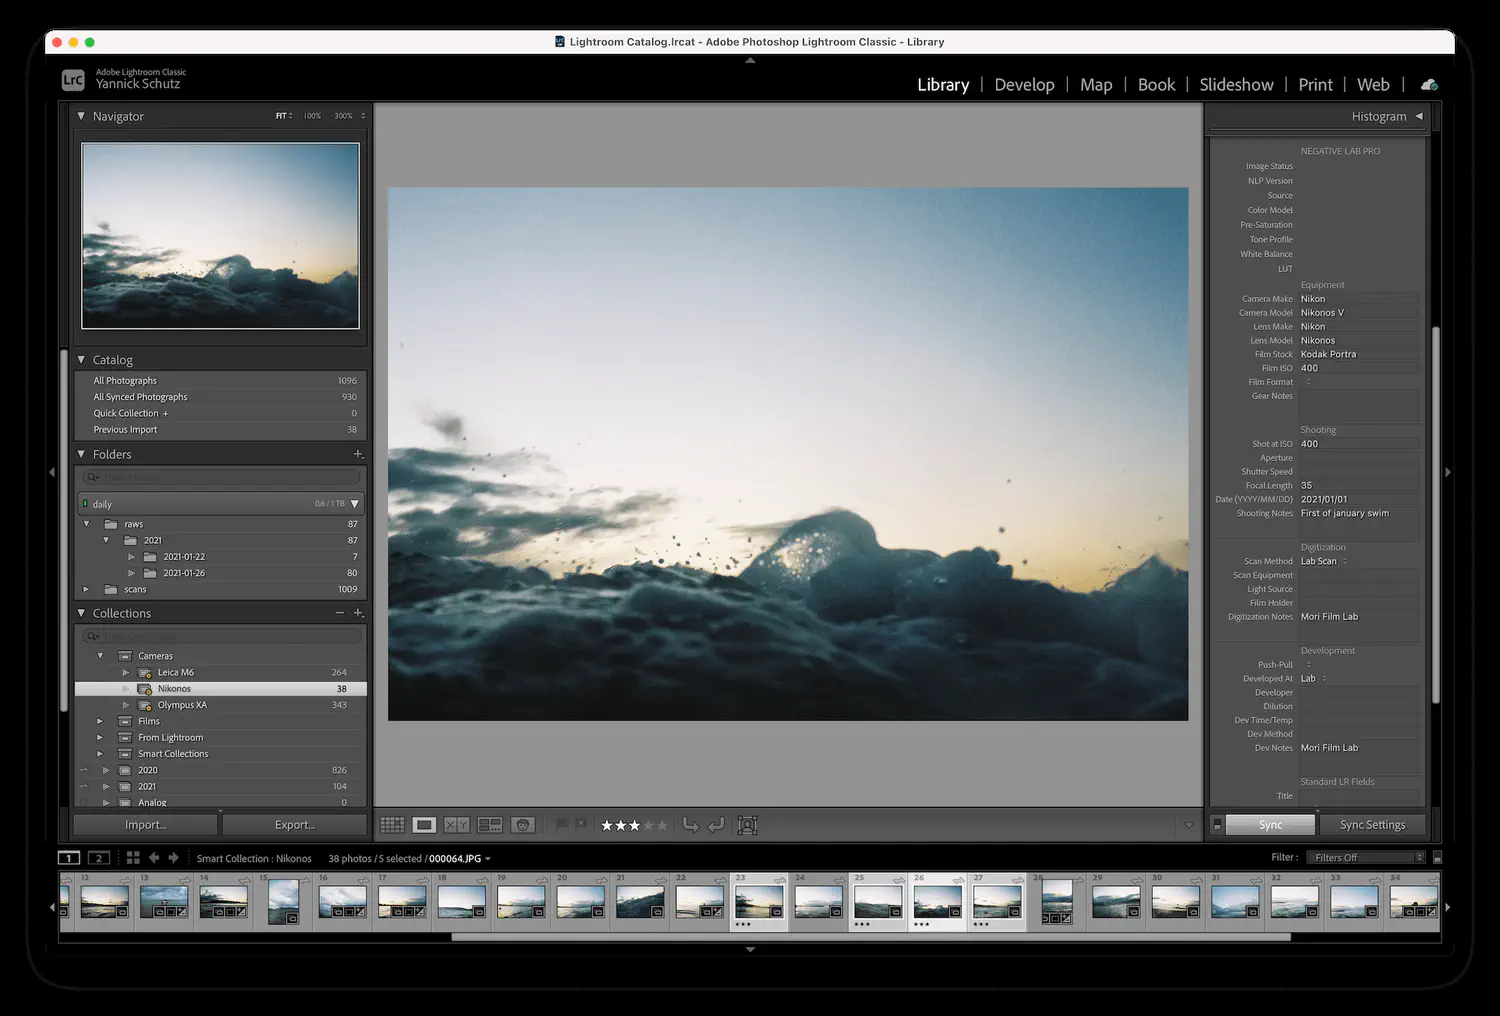 Lightroom Catalog.lrcat - Adobe Photoshop Lightroom Classic - Library
LrC
Adobe Lightroom Classic
Yannick Schutz
Library | Develop | Map | Book | Slideshow | Print | Web |
Navigator FIT 100% 300%
Catalog
All Photographs 1096
All Synced Photographs 930
Quick Collection + 0
Previous Import 38
Folders +
daily 0,6 / 1 TB
raws 87
2021 87
2021-01-22 7
2021-01-26 80
scans 1009
Collections − +
Cameras
Leica M6 264
Nikonos 38
Olympus XA 343
Films
From Lightroom
Smart Collections
2020 826
2021 104
Analog 0
Import... Export...
Histogram
NEGATIVE LAB PRO
Image Status
NLP Version
Source
Color Model
Pre-Saturation
Tone Profile
White Balance
LUT
Equipment
Camera Make Nikon
Camera Model Nikonos V
Lens Make Nikon
Lens Model Nikonos
Film Stock Kodak Portra
Film ISO 400
Film Format
Gear Notes
Shooting
Shot at ISO 400
Aperture
Shutter Speed
Focal Length 35
Date (YYYY/MM/DD) 2021/01/01
Shooting Notes First of january swim
Digitization
Scan Method Lab Scan
Scan Equipment
Light Source
Film Holder
Digitization Notes Mori Film Lab
Development
Push-Pull
Developed At Lab
Developer
Dilution
Dev Time/Temp
Dev Method
Dev Notes Mori Film Lab
Standard LR Fields
Title
Sync Sync Settings
X Y
1 2 Smart Collection : Nikonos 38 photos / 5 selected / 000064.JPG Filter : Filters Off
12 13 14 15 16 17 18 19 20 21 22 23 24 25 26 27 28 29 30 31 32 33 34